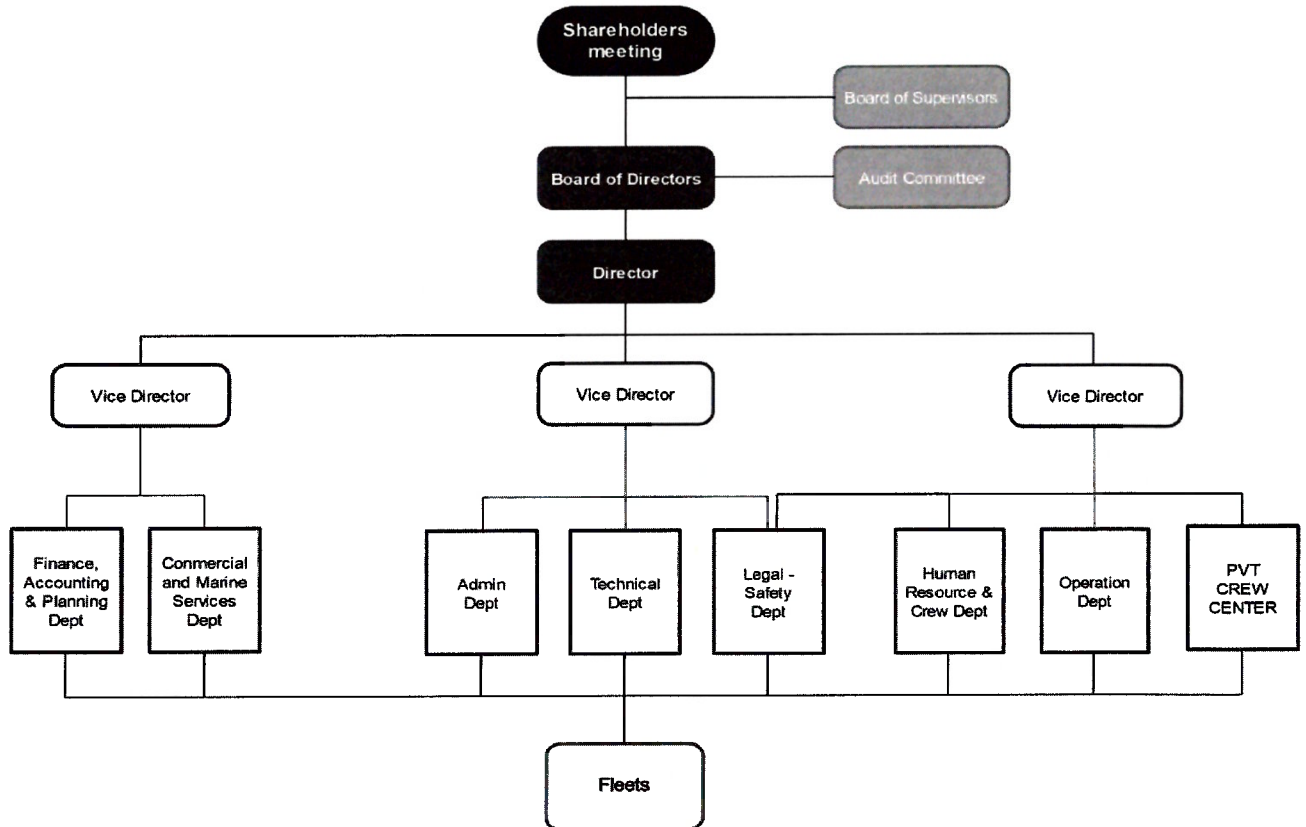 Shareholders
meeting
Board of Supervisors
Board of Directors
Audit Committee
Director
Vice Director
Vice Director
Vice Director
Finance,
Accounting
& Planning
Dept
Commercial
and Marine
Services
Dept
Admin
Dept
Technical
Dept
Legal -
Safety
Dept
Human
Resource &
Crew Dept
Operation
Dept
PVT
CREW
CENTER
Fleets